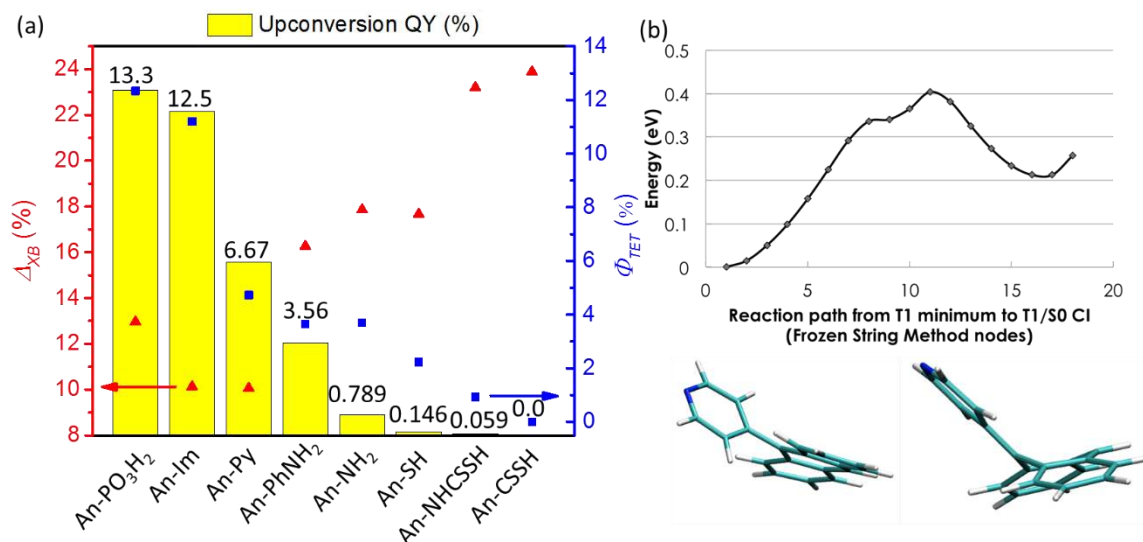 (a)
Upconversion QY (%)
24
22
20
18
16
14
12
10
8
Δ_XB (%)
13.3
12.5
6.67
3.56
0.789
0.146
0.059
0.0
14
12
10
8
6
4
2
0
Φ_TET (%)
An-PO₃H₂
An-Im
An-Py
An-PhNH₂
An-NH₂
An-SH
An-NHCSSH
An-CSSH
(b)
0.5
0.4
0.3
0.2
0.1
0
Energy (eV)
0
5
10
15
20
Reaction path from T1 minimum to T1/S0 CI
(Frozen String Method nodes)